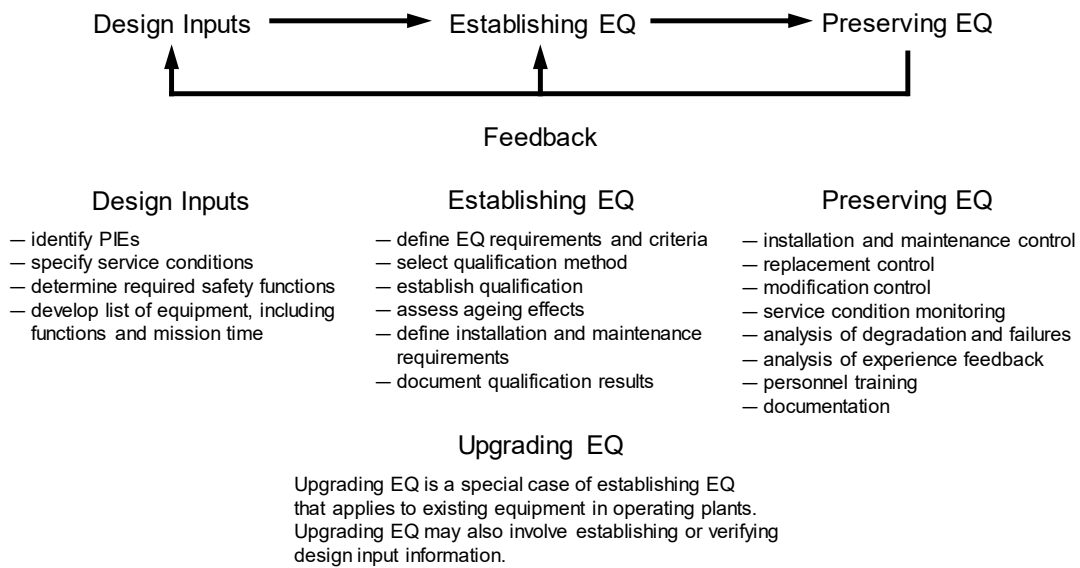 Design Inputs
Establishing EQ
Preserving EQ
Feedback
Design Inputs
— identify PIEs
— specify service conditions
— determine required safety functions
— develop list of equipment, including
functions and mission time
Establishing EQ
— define EQ requirements and criteria
— select qualification method
— establish qualification
— assess ageing effects
— define installation and maintenance
requirements
— document qualification results
Preserving EQ
— installation and maintenance control
— replacement control
— modification control
— service condition monitoring
— analysis of degradation and failures
— analysis of experience feedback
— personnel training
— documentation
Upgrading EQ
Upgrading EQ is a special case of establishing EQ
that applies to existing equipment in operating plants.
Upgrading EQ may also involve establishing or verifying
design input information.